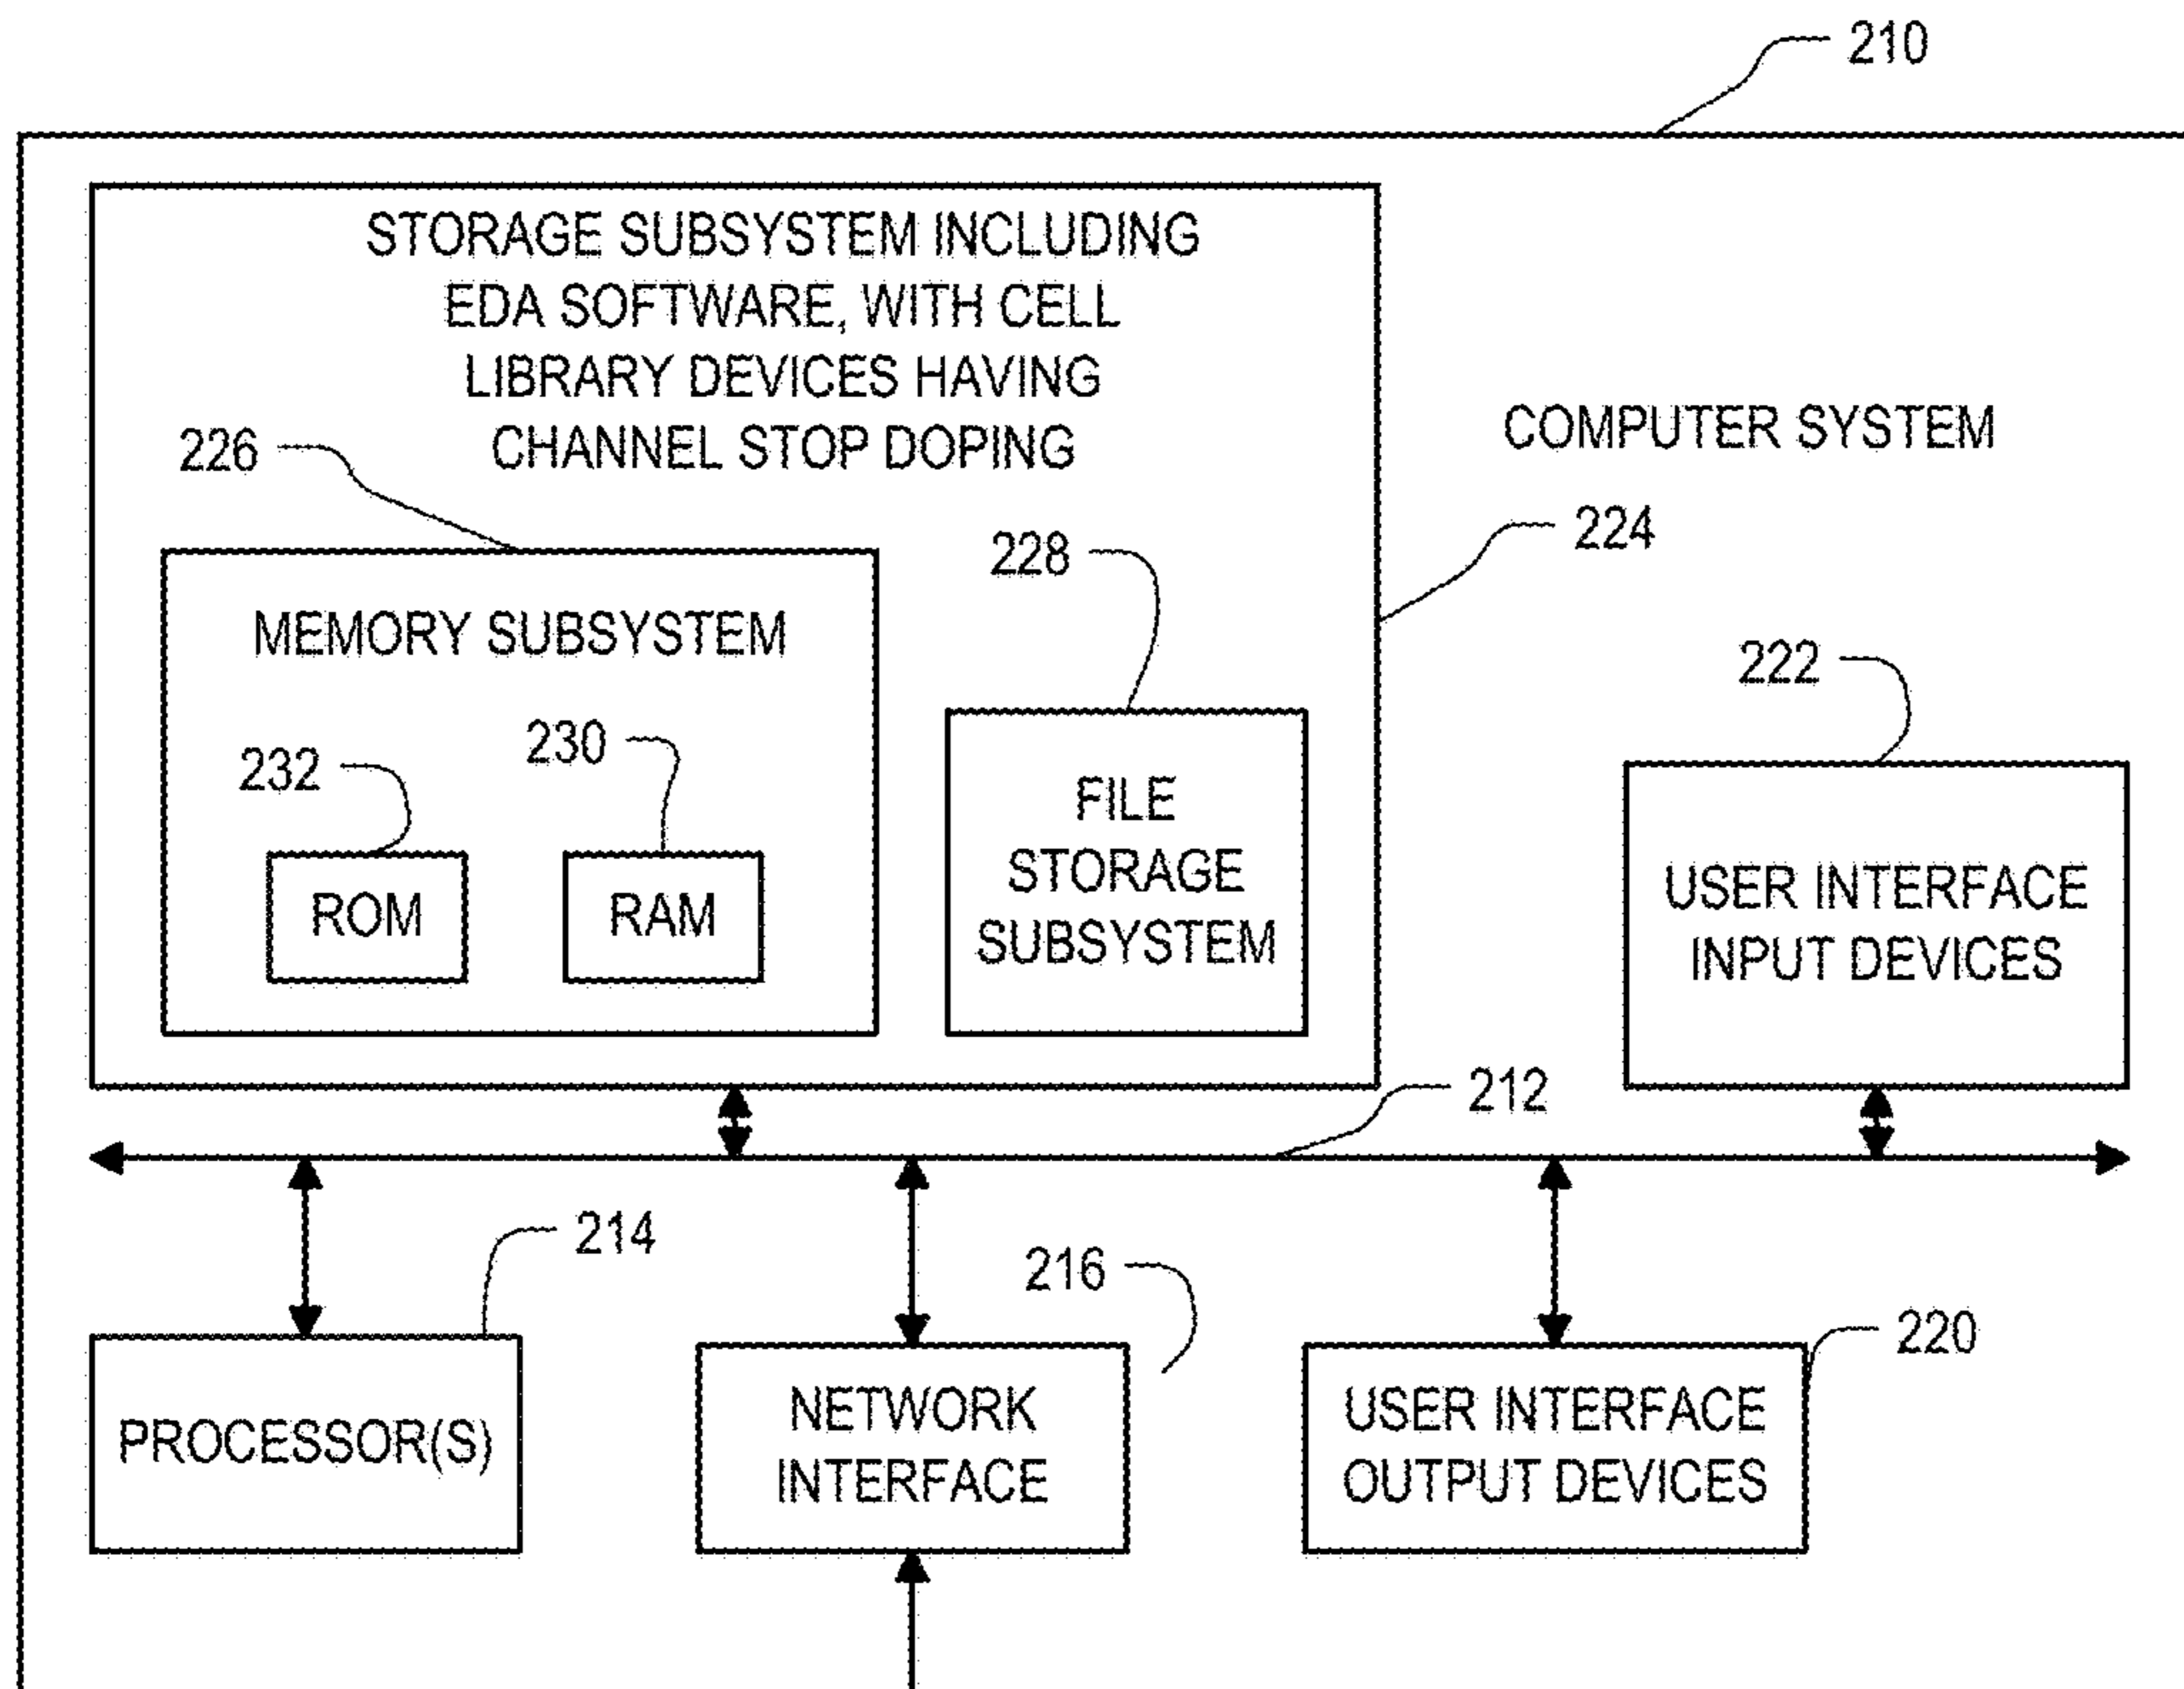 210
STORAGE SUBSYSTEM INCLUDING
EDA SOFTWARE, WITH CELL
LIBRARY DEVICES HAVING
CHANNEL STOP DOPING
226
COMPUTER SYSTEM
224
228
MEMORY SUBSYSTEM
222
230
232
FILE
STORAGE
SUBSYSTEM
ROM
RAM
USER INTERFACE
INPUT DEVICES
212
214
216
220
PROCESSOR(S)
NETWORK
INTERFACE
USER INTERFACE
OUTPUT DEVICES